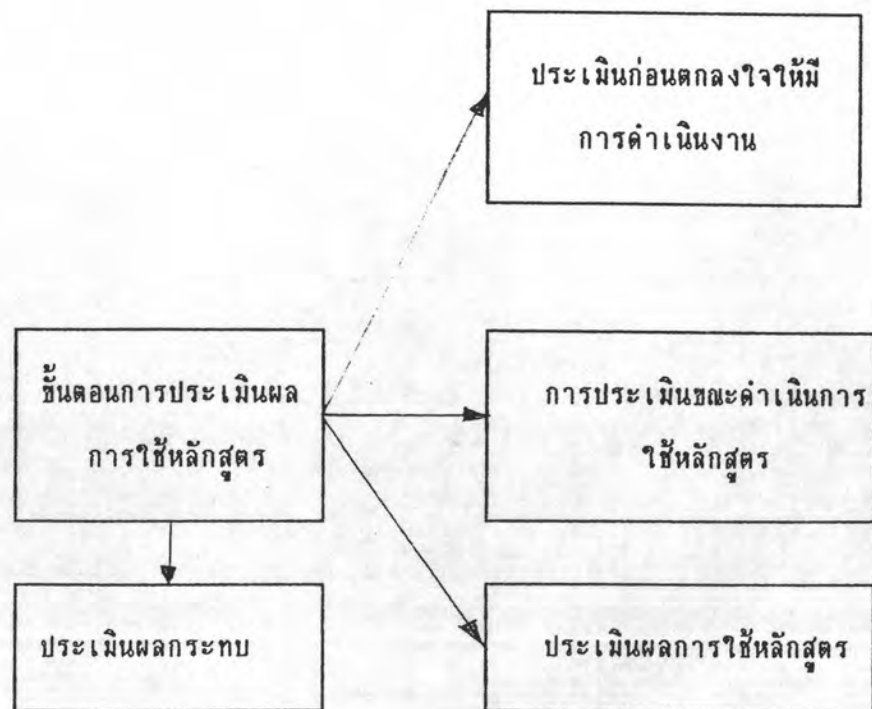 ประเมินก่อนตกลงใจให้มี
การดำเนินงาน
ขั้นตอนการประเมินผล
การใช้หลักสูตร
การประเมินขณะดำเนินการ
ใช้หลักสูตร
ประเมินผลกระทบ
ประเมินผลการใช้หลักสูตร